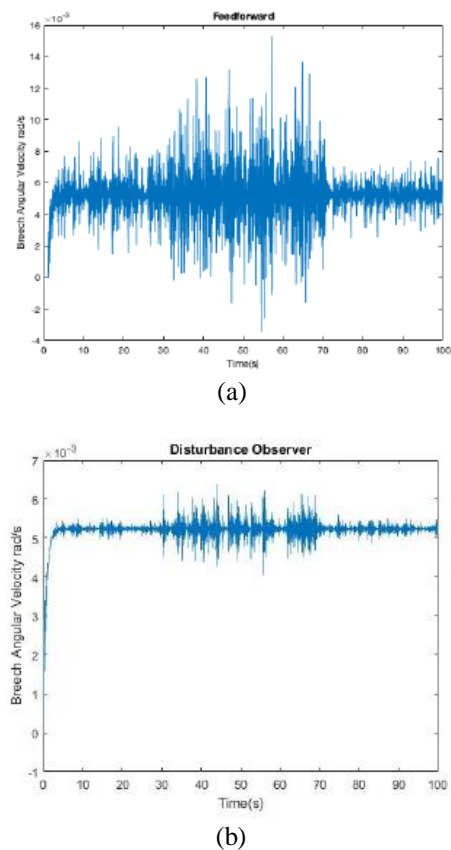 Feedforward
×10⁻³
16
14
12
10
8
6
4
2
0
-2
-4
Breech Angular Velocity rad/s
0 10 20 30 40 50 60 70 80 90 100
Time(s)
(a)
Disturbance Observer
×10⁻³
7
6
5
4
3
2
1
0
-1
Breech Angular Velocity rad/s
0 10 20 30 40 50 60 70 80 90 100
Time(s)
(b)